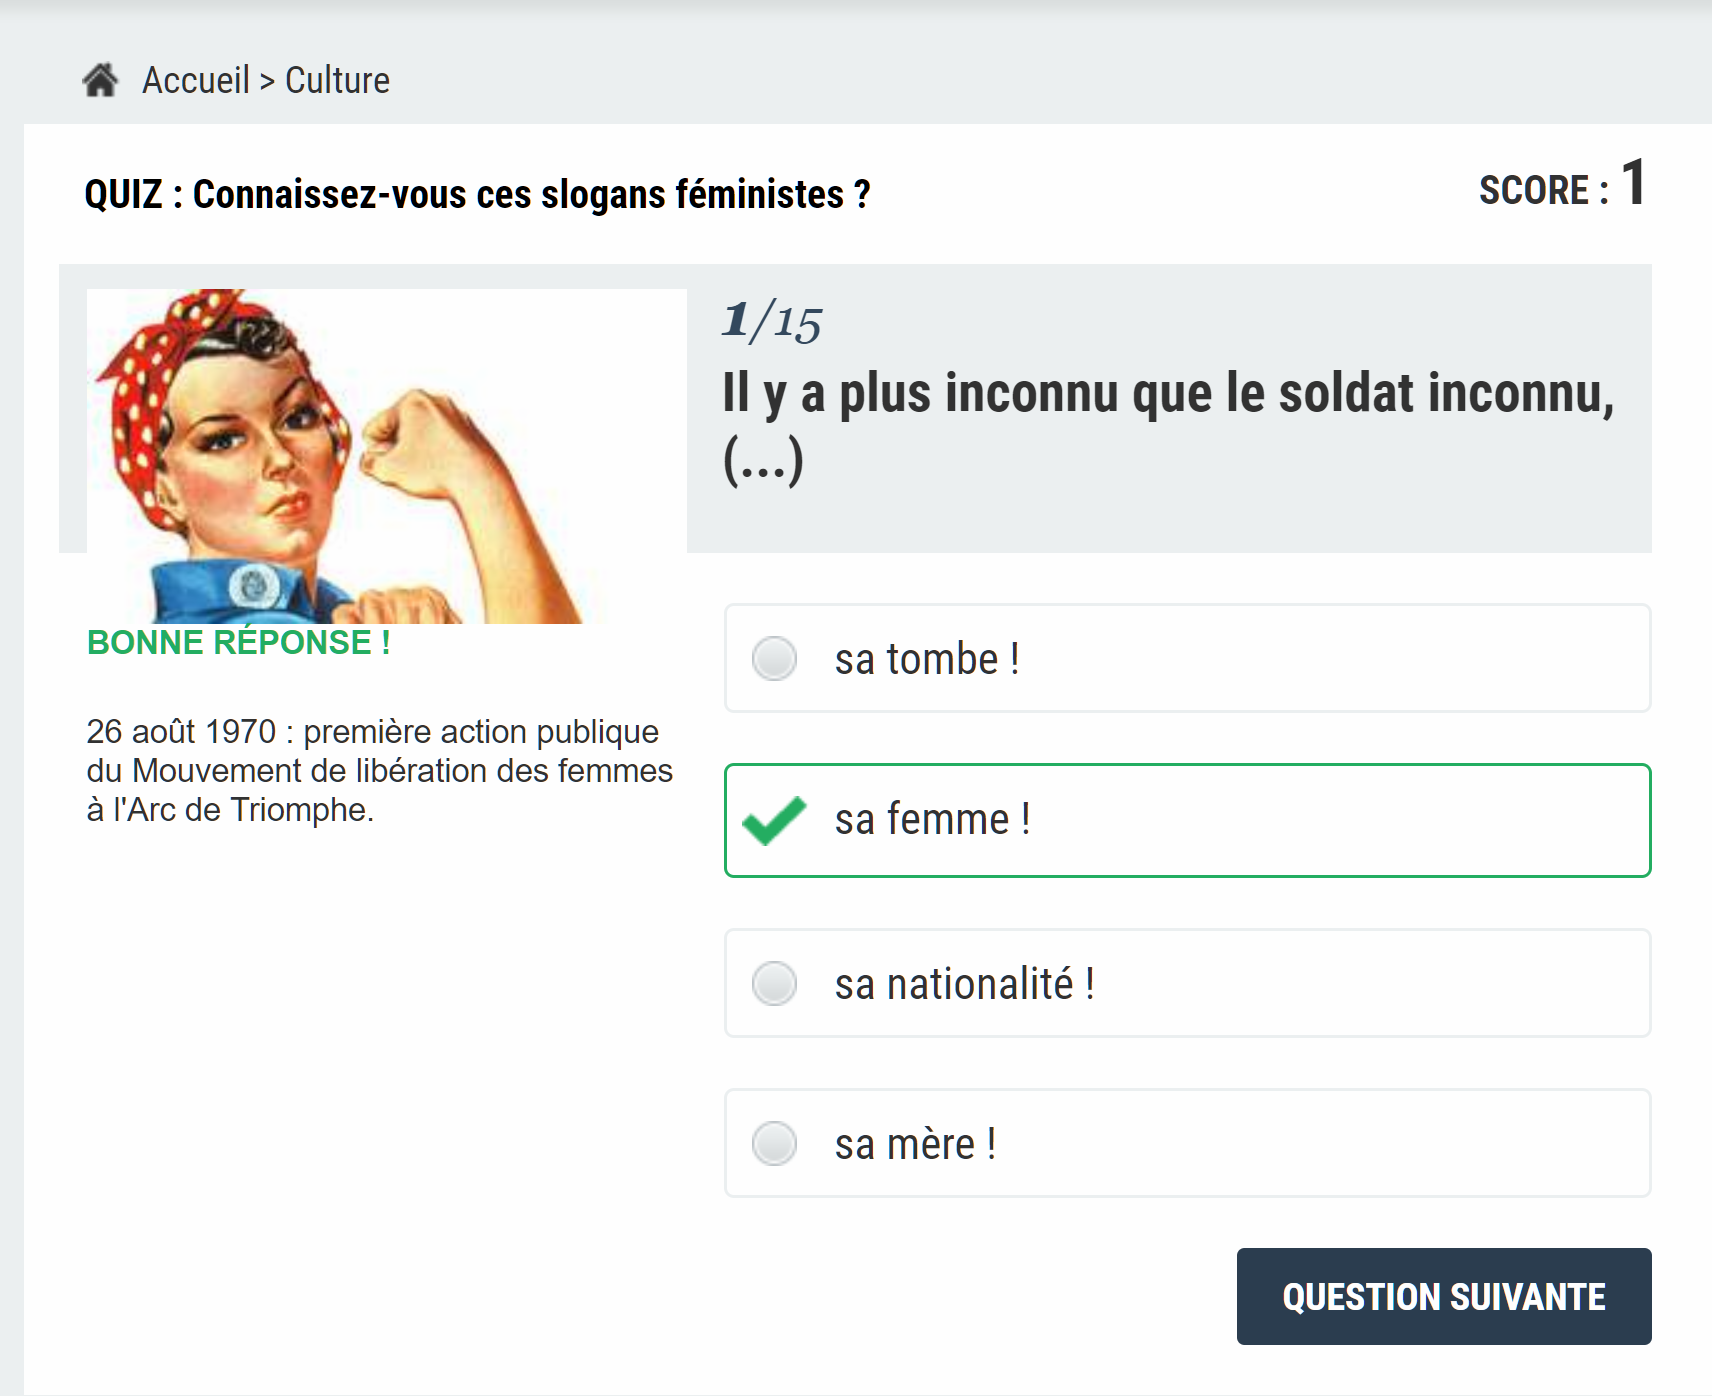 Accueil > Culture
QUIZ : Connaissez-vous ces slogans féministes ?
SCORE : 1
1/15
Il y a plus inconnu que le soldat inconnu,
(...)
BONNE RÉPONSE !
26 août 1970 : première action publique
du Mouvement de libération des femmes
à l'Arc de Triomphe.
sa tombe !
sa femme !
sa nationalité !
sa mère !
QUESTION SUIVANTE